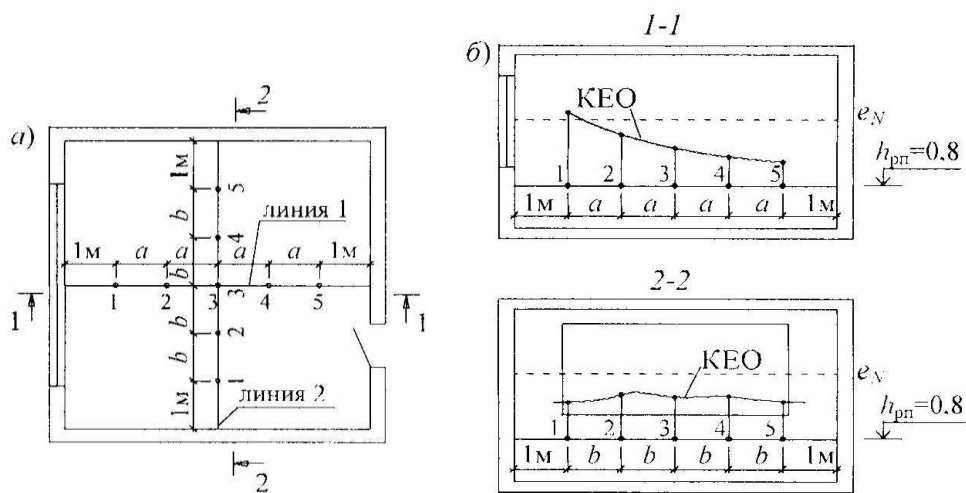 а)
2
1м
b
b
b
b
1м
5
4
3
2
1
линия 1
1м a a a a 1м
1 2 3 4 5
1 1
линия 2
2
б)
1-1
КЕО
e_N
h_рп=0.8
1 2 3 4 5
1м a a a a 1м
2-2
КЕО
e_N
h_рп=0.8
1 2 3 4 5
1м b b b b 1м